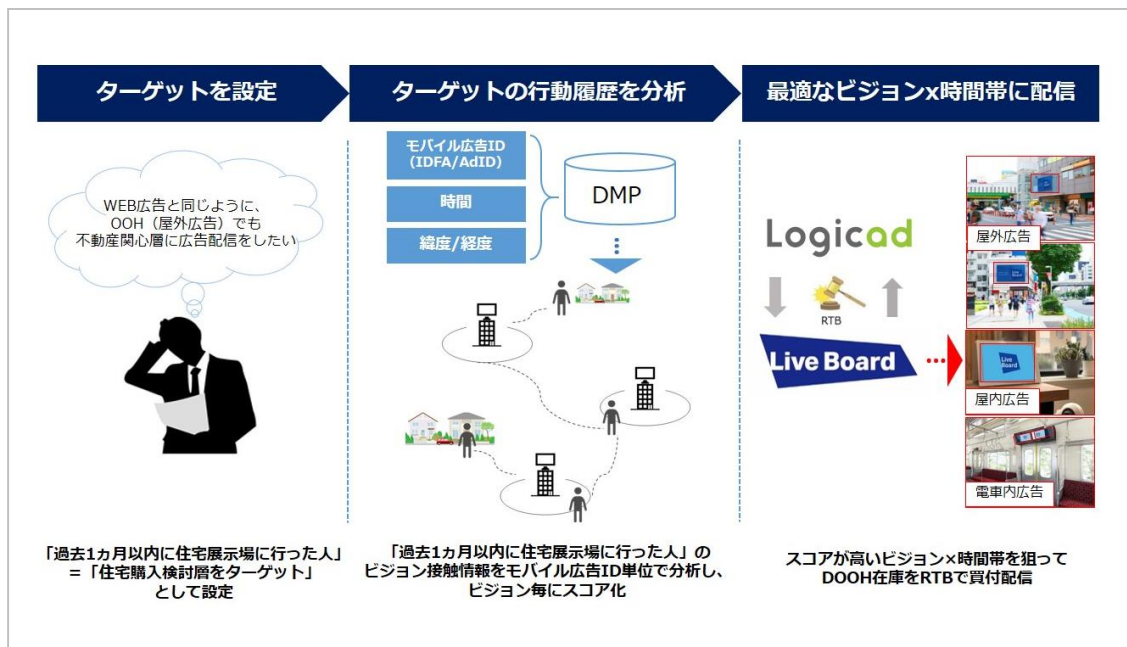 ターゲットを設定
ターゲットの行動履歴を分析
最適なビジョンx時間帯に配信
WEB広告と同じように、
OOH（屋外広告）でも
不動産関心層に広告配信をしたい
「過去1ヵ月以内に住宅展示場に行った人」
＝「住宅購入検討層をターゲット」
として設定
モバイル広告ID
(IDFA/AdID)
時間
緯度/経度
DMP
「過去1ヵ月以内に住宅展示場に行った人」の
ビジョン接触情報をモバイル広告ID単位で分析し、
ビジョン毎にスコア化
Logicad
RTB
Live Board
屋外広告
Live
Board
Live
Board
屋内広告
電車内広告
スコアが高いビジョン×時間帯を狙って
DOOH在庫をRTBで買付配信